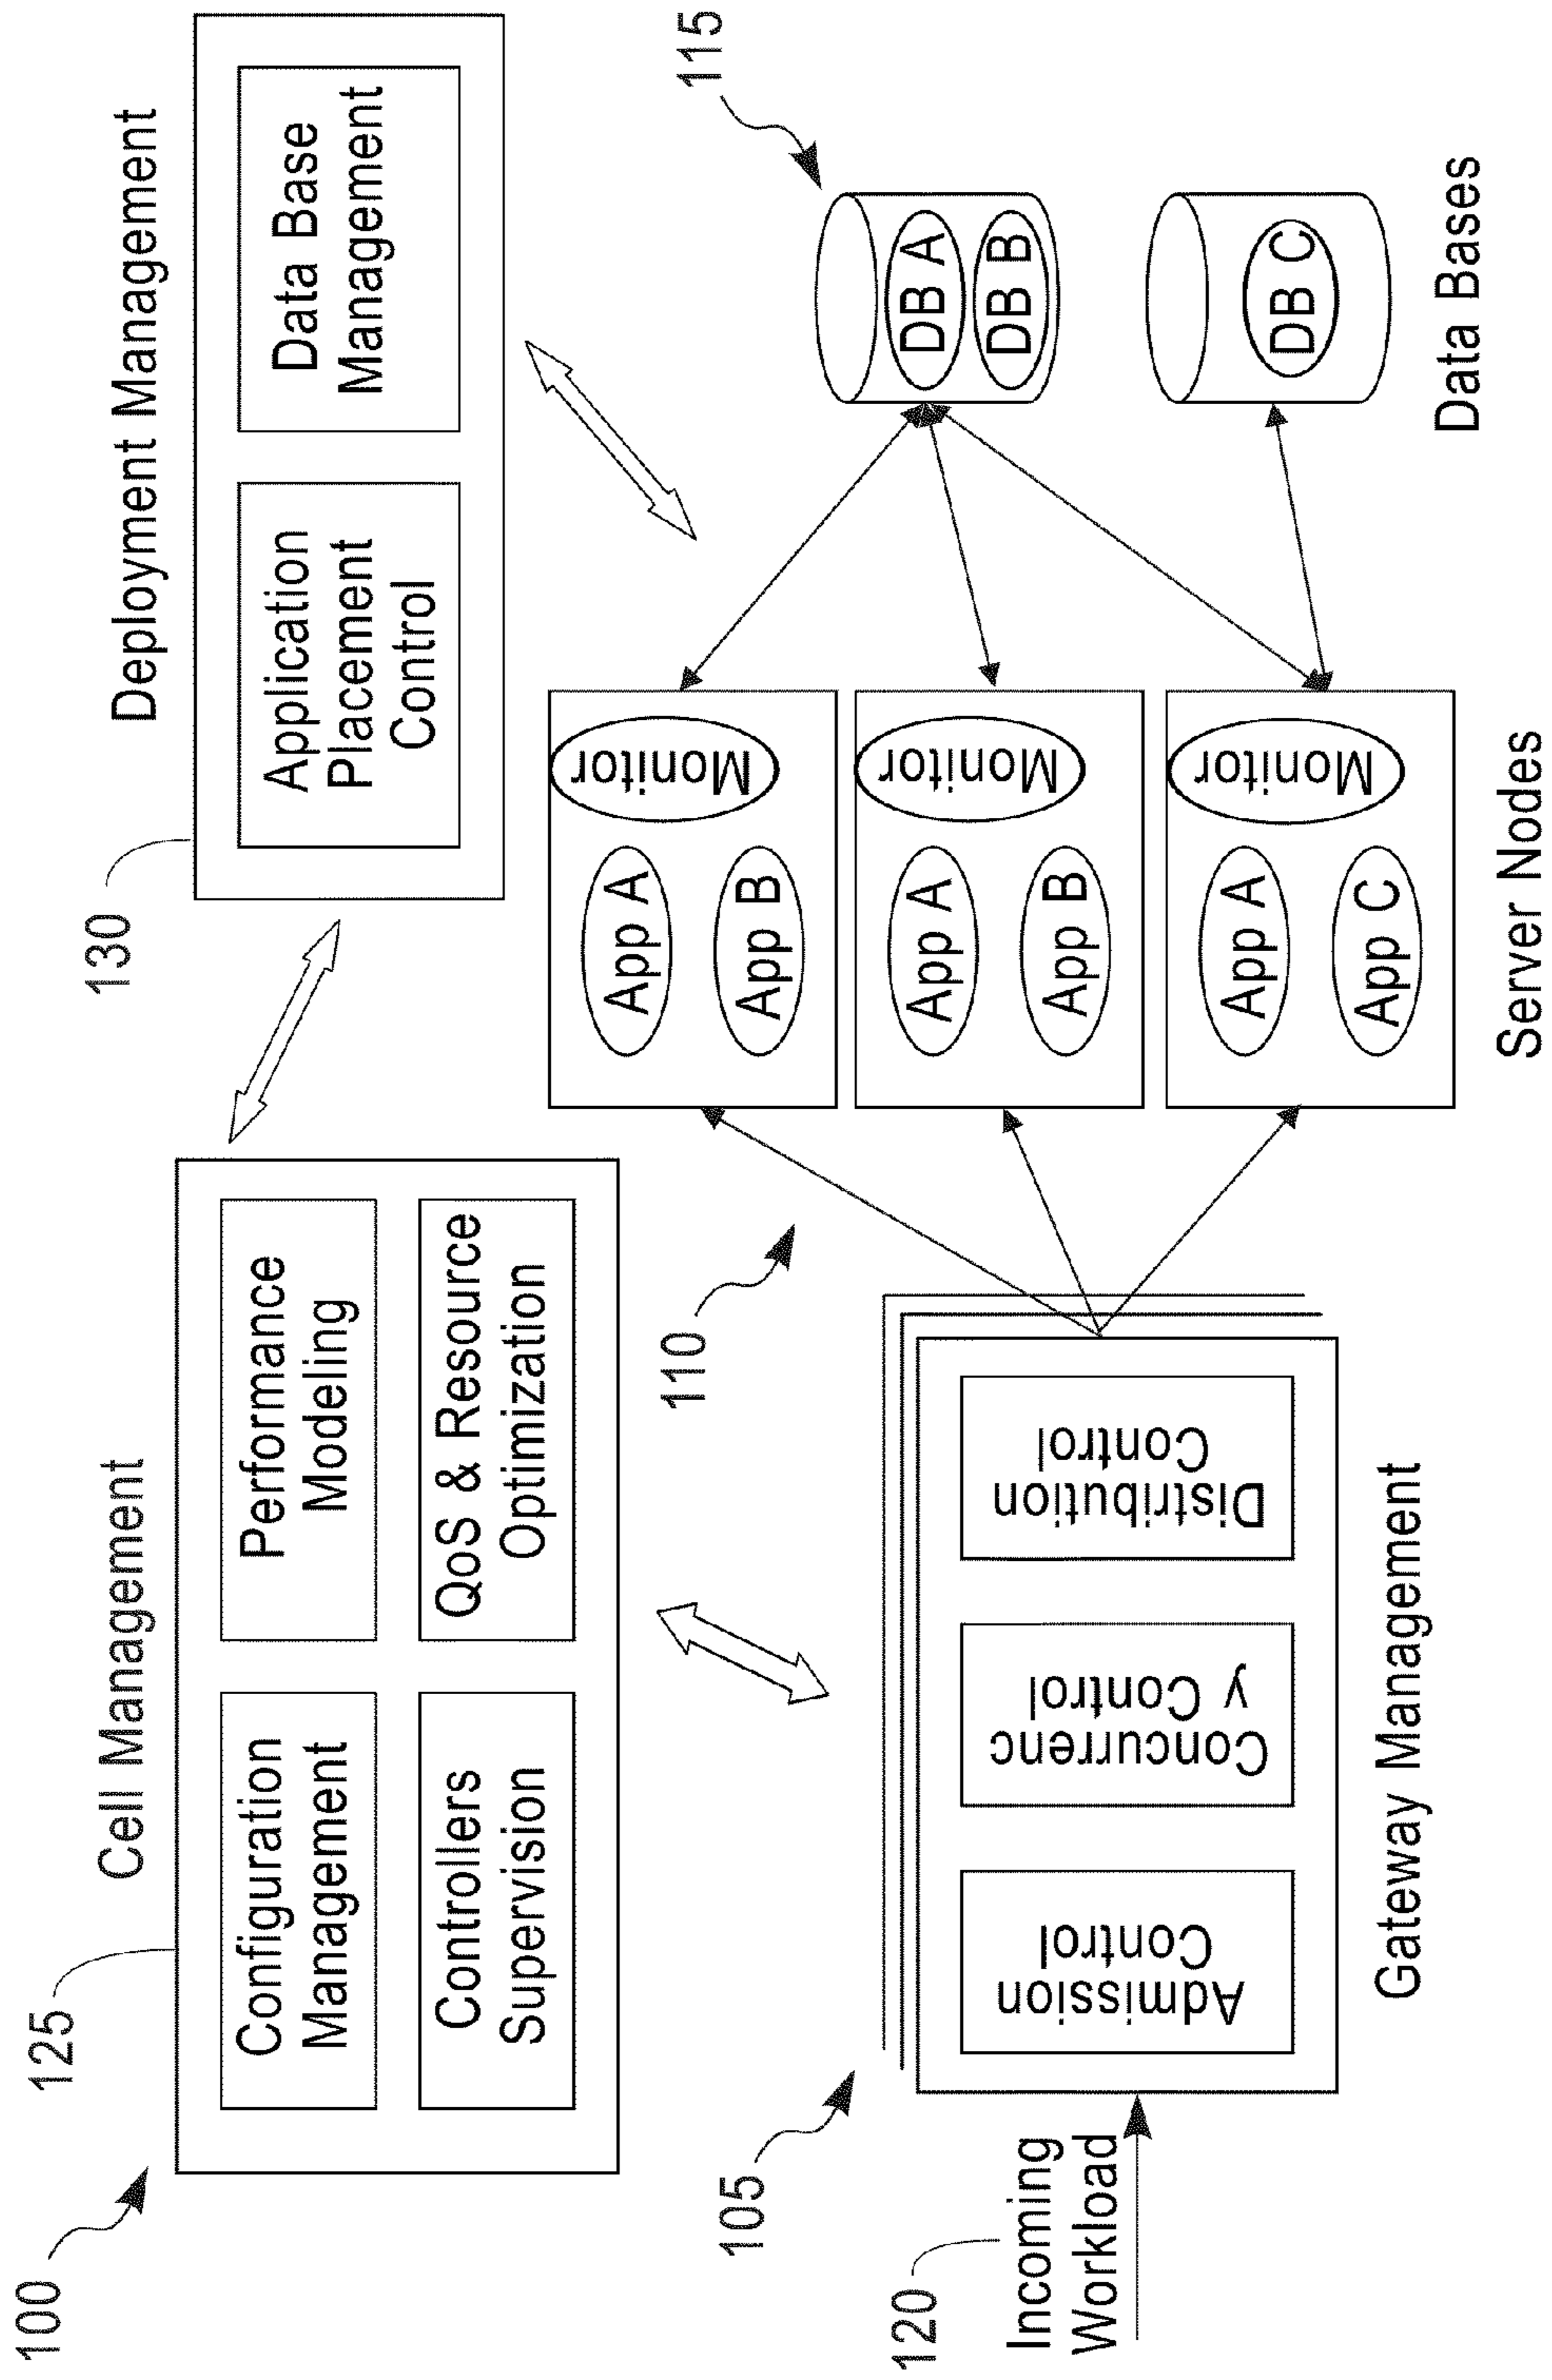 100
125
Cell Management
Configuration
Management
Performance
Modeling
Controllers
Supervision
QoS & Resource
Optimization
130
Deployment Management
Application
Placement
Control
Data Base
Management
105
120
Incoming
Workload
Admission
Control
Concurrenc
y Control
Distribution
Control
Gateway Management
110
App A
App B
Monitor
App A
App B
Monitor
App A
App C
Monitor
Server Nodes
115
DB A
DB B
DB C
Data Bases